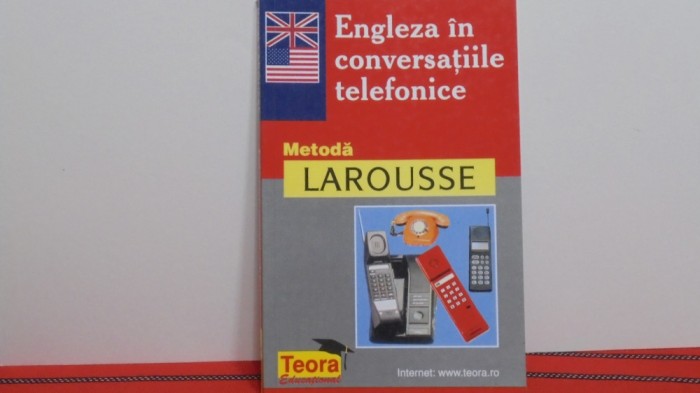 Engleza în
conversațiile
telefonice
Metodă
LAROUSSE
Teora
Educational
Internet: www.teora.ro